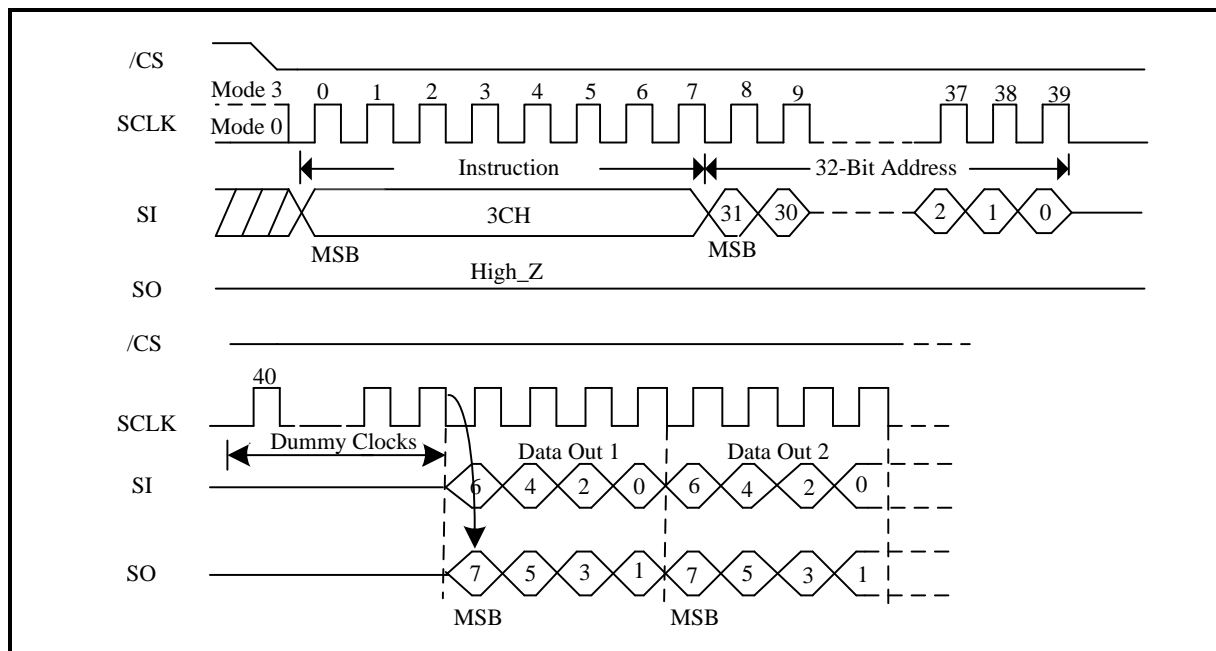 /CS
Mode 3 0 1 2 3 4 5 6 7 8 9 37 38 39
SCLK Mode 0
Instruction 32-Bit Address
SI 3CH 31 30 2 1 0
MSB MSB
High_Z
SO
/CS
40
SCLK
Dummy Clocks Data Out 1 Data Out 2
SI 6 4 2 0 6 4 2 0
SO 7 5 3 1 7 5 3 1
MSB MSB